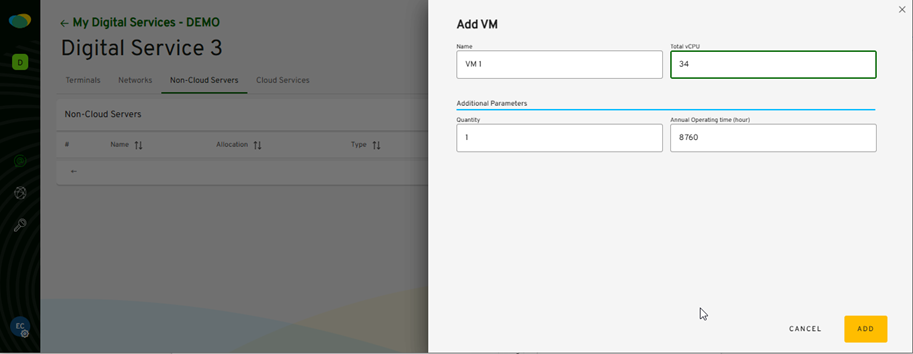 ← My Digital Services - DEMO
Digital Service 3
D
Terminals Networks Non-Cloud Servers Cloud Services
Non-Cloud Servers
# Name Allocation Type
←
EC
Add VM
Name Total vCPU
VM 1 34
Additional Parameters
Quantity Annual Operating time (hour)
1 8 760
CANCEL ADD